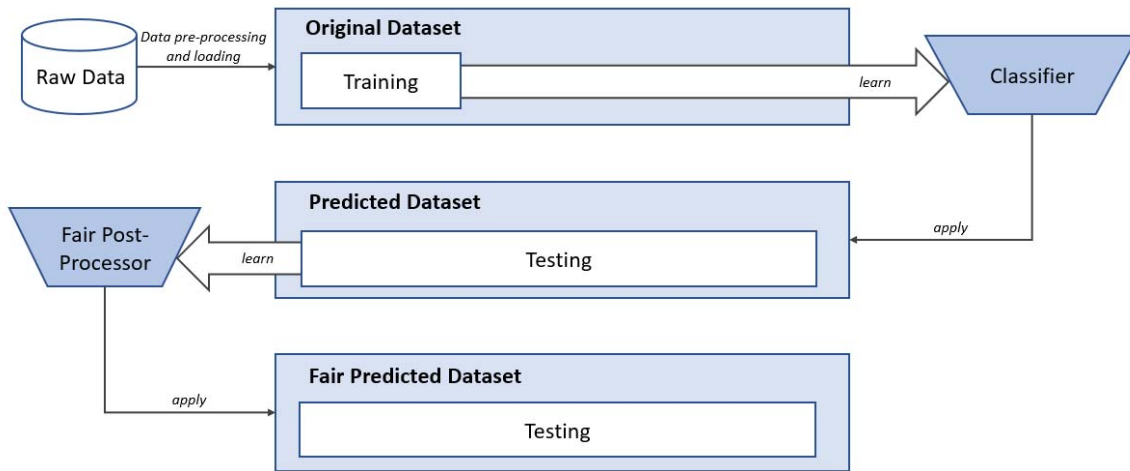 Data pre-processing
and loading
Raw Data
Original Dataset
Training
learn
Classifier
Predicted Dataset
Testing
apply
learn
Fair Post-
Processor
Fair Predicted Dataset
Testing
apply